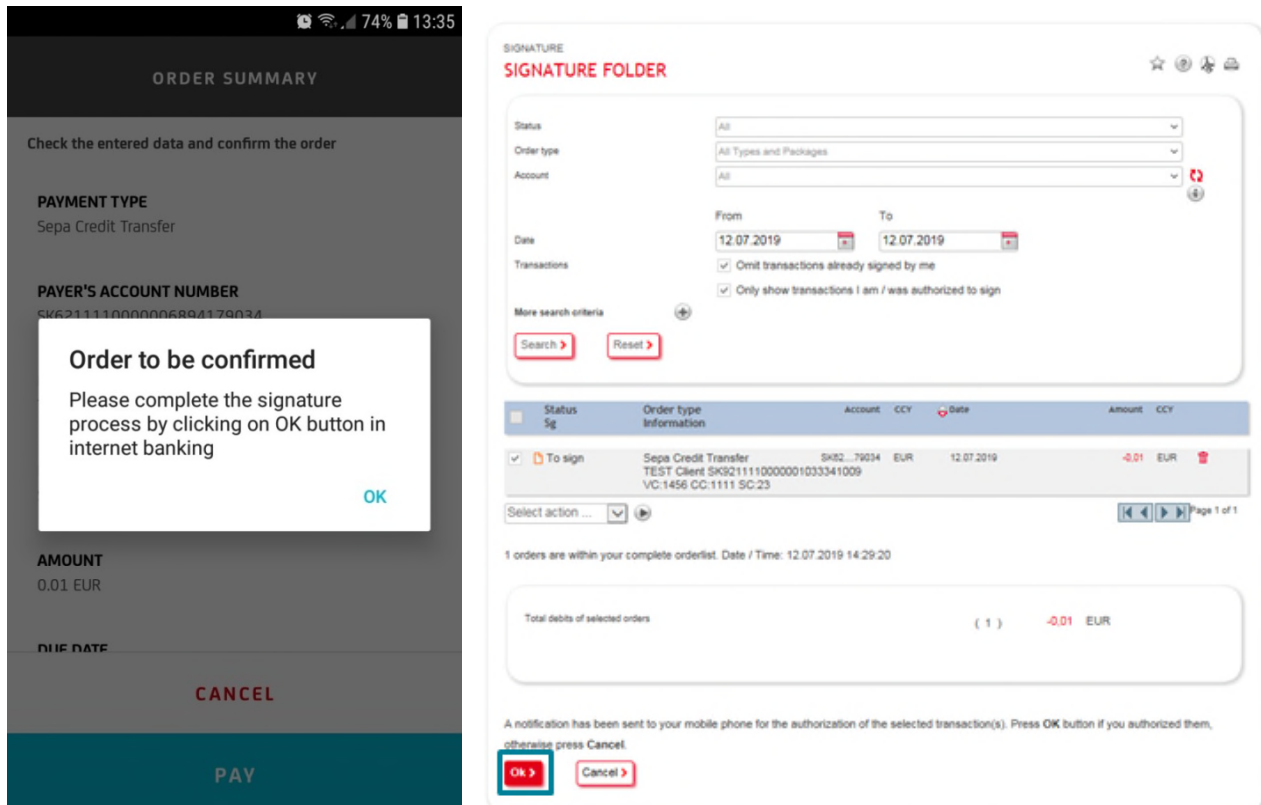 74% 13:35
ORDER SUMMARY
Check the entered data and confirm the order
PAYMENT TYPE
Sepa Credit Transfer
PAYER'S ACCOUNT NUMBER
SK6211110000006894179034
Order to be confirmed
Please complete the signature
process by clicking on OK button in
internet banking
OK
AMOUNT
0.01 EUR
DUE DATE
CANCEL
PAY
SIGNATURE
SIGNATURE FOLDER
Status All
Order type All Types and Packages
Account All
From To
Date 12.07.2019 12.07.2019
Transactions Omit transactions already signed by me
Only show transactions I am / was authorized to sign
More search criteria
Search Reset
Status Order type Account CCY Date Amount CCY
Sg Information
To sign Sepa Credit Transfer SK62...79034 EUR 12.07.2019 -0,01 EUR
TEST Client SK9211110000001033341009
VC:1456 CC:1111 SC:23
Select action ... Page 1 of 1
1 orders are within your complete orderlist. Date / Time: 12.07.2019 14:29:20
Total debits of selected orders ( 1 ) -0,01 EUR
A notification has been sent to your mobile phone for the authorization of the selected transaction(s). Press OK button if you authorized them,
otherwise press Cancel.
Ok Cancel